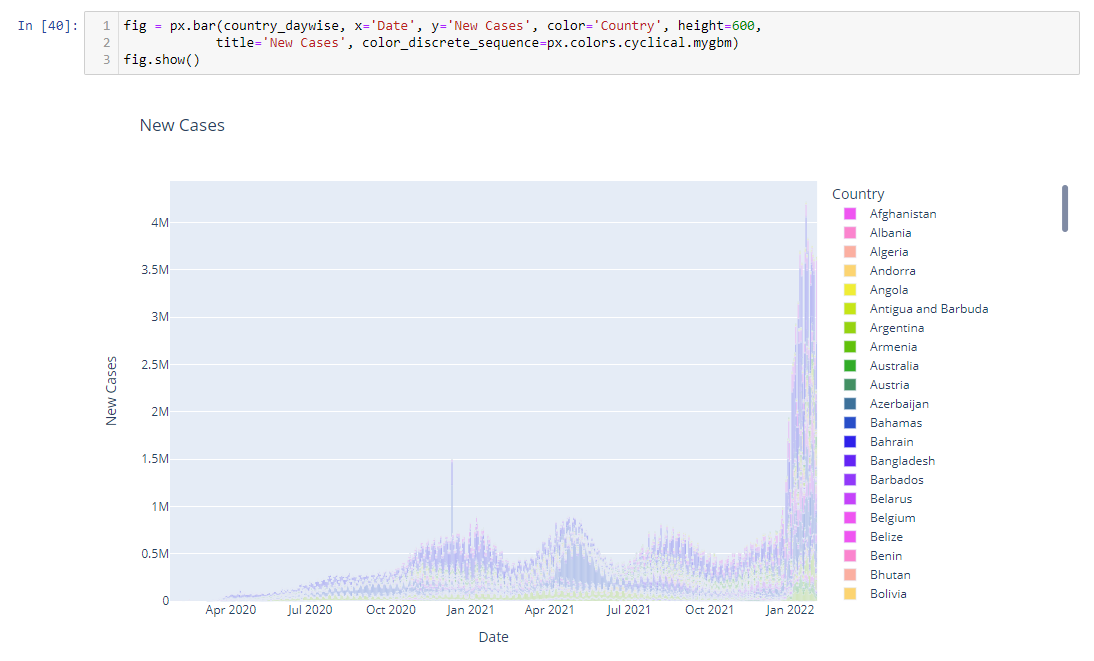 In [40]:
1 fig = px.bar(country_daywise, x='Date', y='New Cases', color='Country', height=600,
2 title='New Cases', color_discrete_sequence=px.colors.cyclical.mygbm)
3 fig.show()
New Cases
4M
3.5M
3M
2.5M
2M
1.5M
1M
0.5M
0
New Cases
Apr 2020 Jul 2020 Oct 2020 Jan 2021 Apr 2021 Jul 2021 Oct 2021 Jan 2022
Date
Country
Afghanistan
Albania
Algeria
Andorra
Angola
Antigua and Barbuda
Argentina
Armenia
Australia
Austria
Azerbaijan
Bahamas
Bahrain
Bangladesh
Barbados
Belarus
Belgium
Belize
Benin
Bhutan
Bolivia